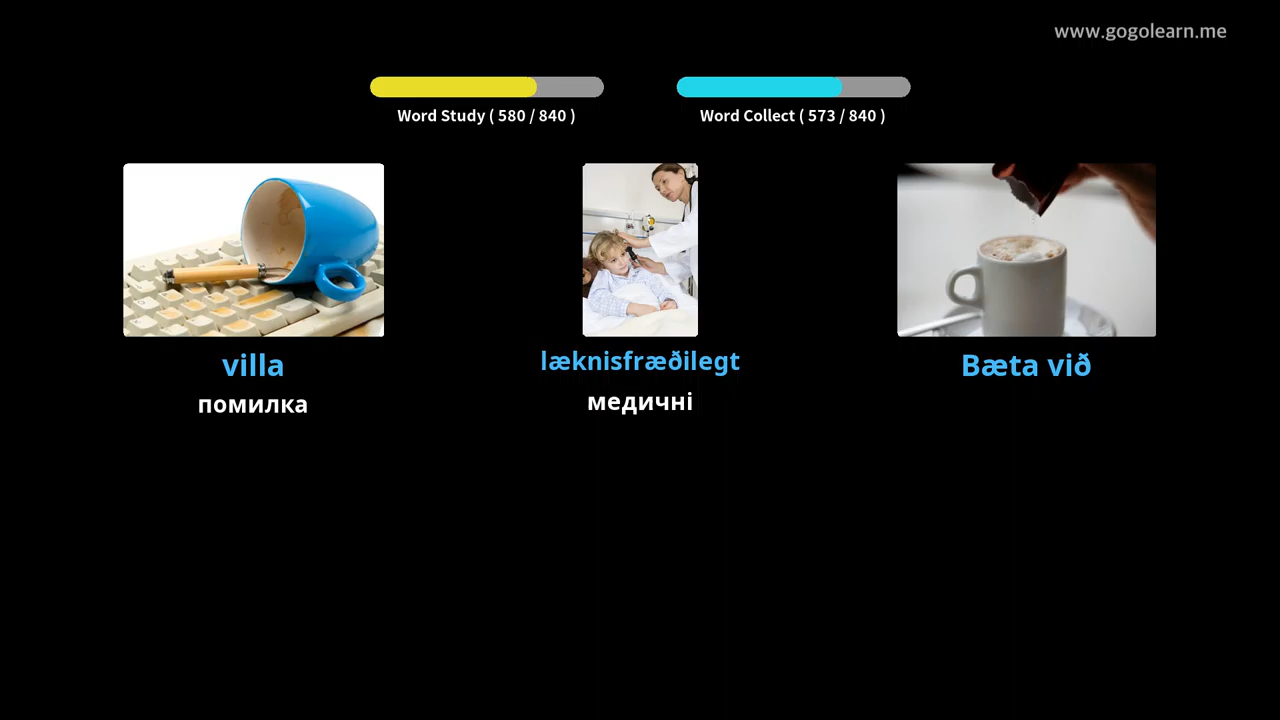 www.gogolearn.me
Word Study ( 580 / 840 )
Word Collect ( 573 / 840 )
villa
помилка
læknisfræðilegt
медичні
Bæta við